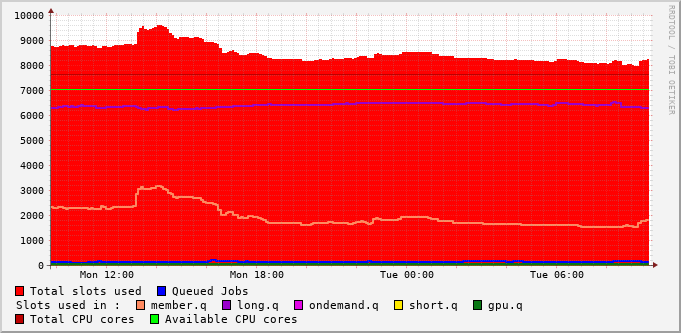 10000
9000
8000
7000
6000
5000
4000
3000
2000
1000
0
Mon 12:00 Mon 18:00 Tue 00:00 Tue 06:00
Total slots used Queued Jobs
Slots used in : member.q long.q ondemand.q short.q gpu.q
Total CPU cores Available CPU cores
RRDTOOL / TOBI OETIKER